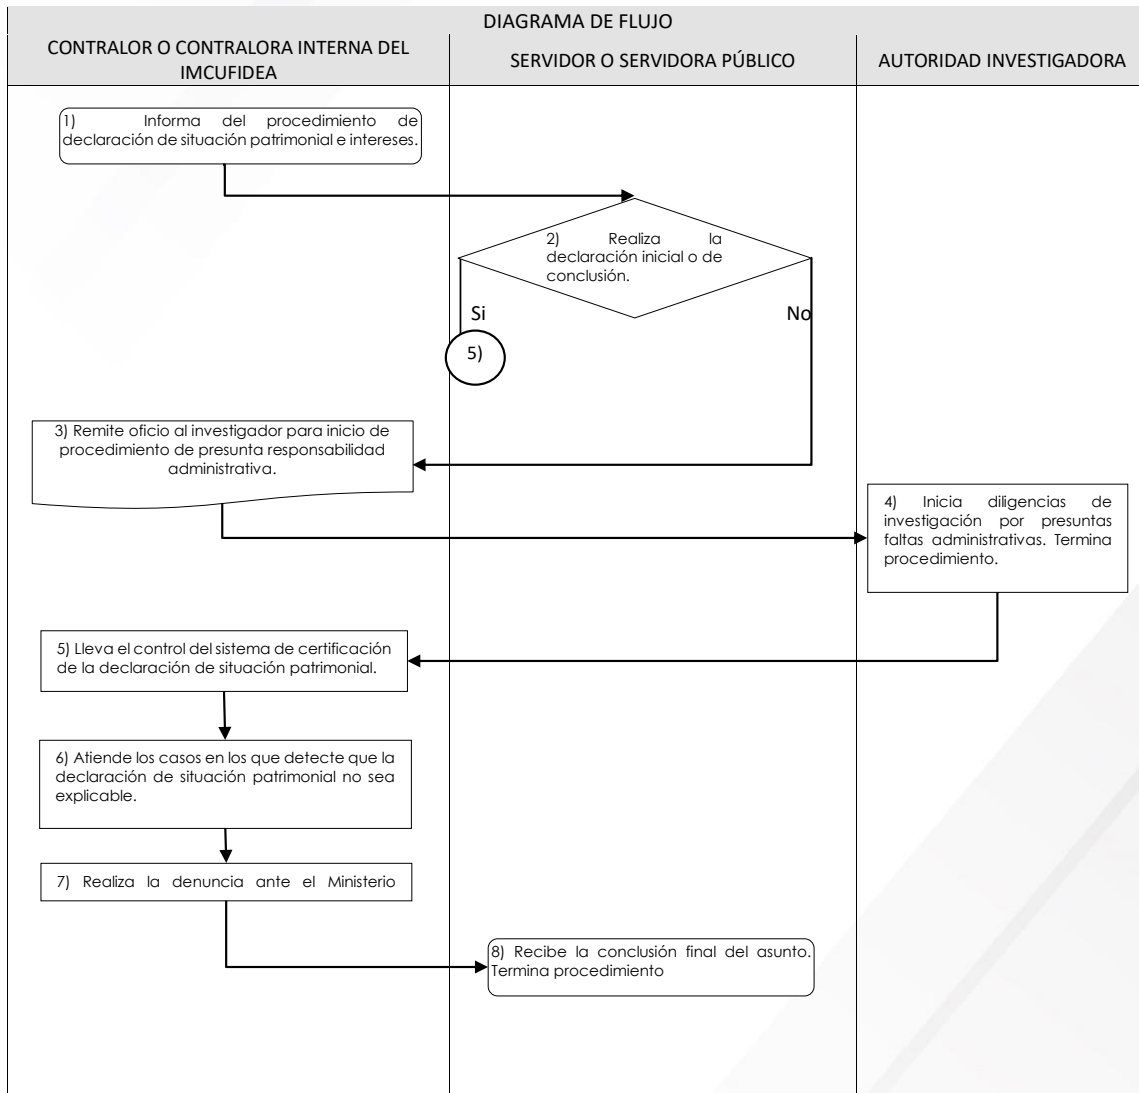 DIAGRAMA DE FLUJO
CONTRALOR O CONTRALORA INTERNA DEL
IMCUFIDEA
SERVIDOR O SERVIDORA PÚBLICO
AUTORIDAD INVESTIGADORA
1) Informa del procedimiento de
declaración de situación patrimonial e intereses.
2) Realiza la
declaración inicial o de
conclusión.
Si
No
5)
3) Remite oficio al investigador para inicio de
procedimiento de presunta responsabilidad
administrativa.
4) Inicia diligencias de
investigación por presuntas
faltas administrativas. Termina
procedimiento.
5) Lleva el control del sistema de certificación
de la declaración de situación patrimonial.
6) Atiende los casos en los que detecte que la
declaración de situación patrimonial no sea
explicable.
7) Realiza la denuncia ante el Ministerio
8) Recibe la conclusión final del asunto.
Termina procedimiento